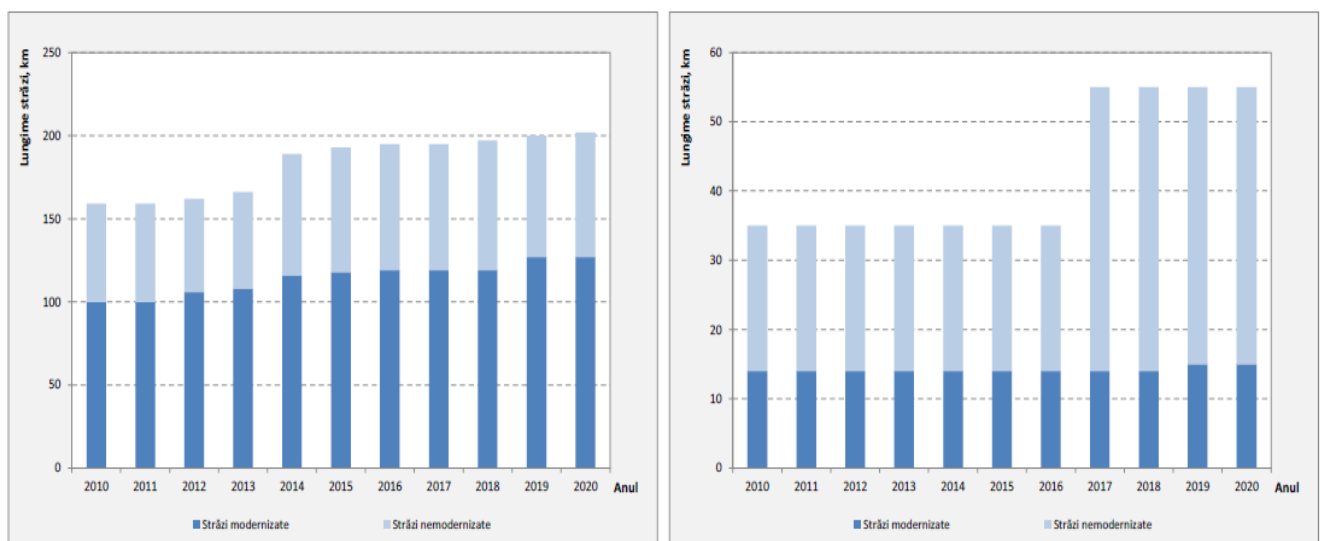 Lungime străzi, km
250
200
150
100
50
0
2010 2011 2012 2013 2014 2015 2016 2017 2018 2019 2020 Anul
Străzi modernizate Străzi nemodernizate
Lungime străzi, km
60
50
40
30
20
10
0
2010 2011 2012 2013 2014 2015 2016 2017 2018 2019 2020 Anul
Străzi modernizate Străzi nemodernizate